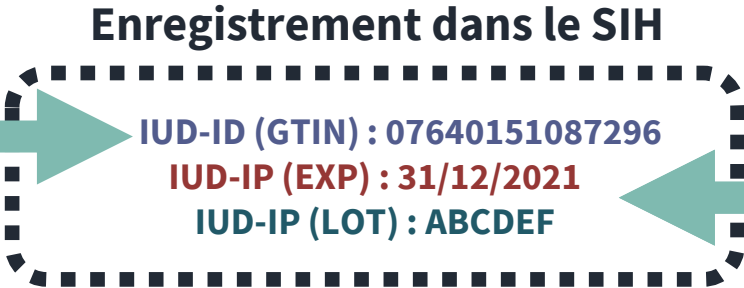 Enregistrement dans le SIH
IUD-ID (GTIN) : 07640151087296
IUD-IP (EXP) : 31/12/2021
IUD-IP (LOT) : ABCDEF